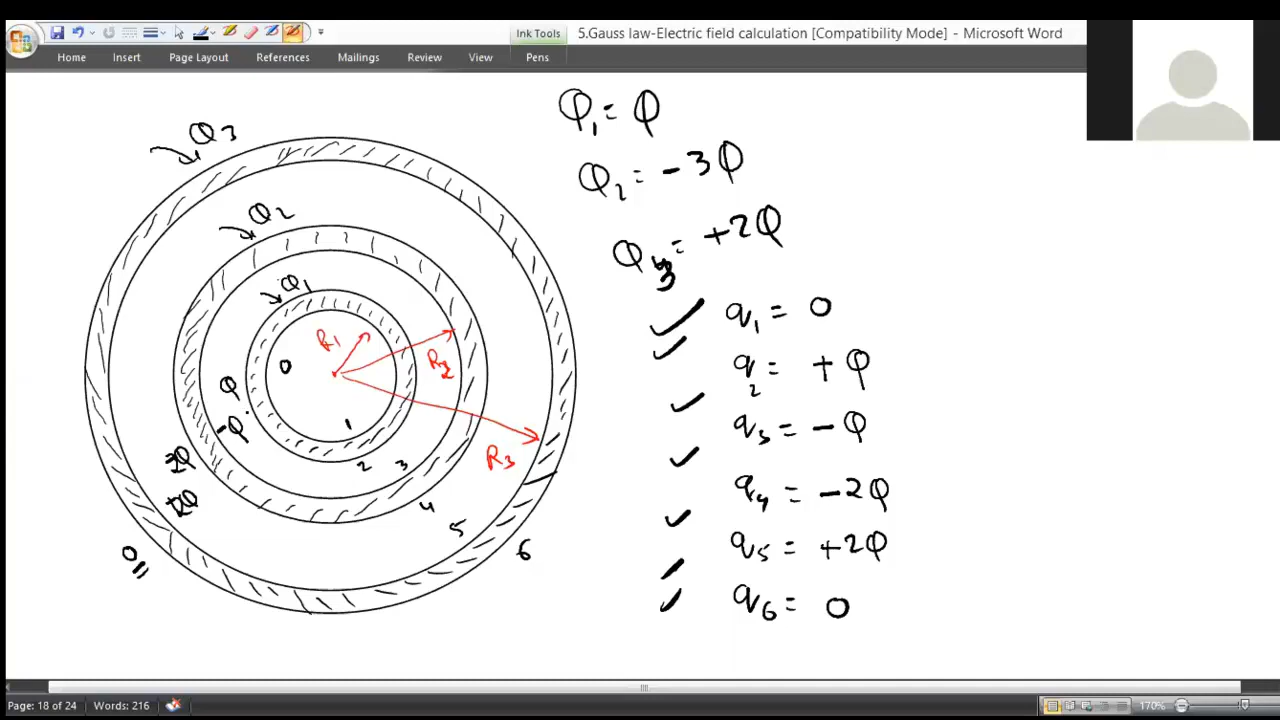 5.Gauss law-Electric field calculation [Compatibility Mode] - Microsoft Word
Ink Tools
Home Insert Page Layout References Mailings Review View Pens
Q1 = Q
Q2 = -3Q
Q3 = +2Q
q1 = 0
q2 = +Q
q3 = -Q
q4 = -2Q
q5 = +2Q
q6 = 0
Q3
Q2
Q1
R1
R2
R3
0
Q
-Q
0
1
2
3
4
5
6
Page: 18 of 24 Words: 216
170%